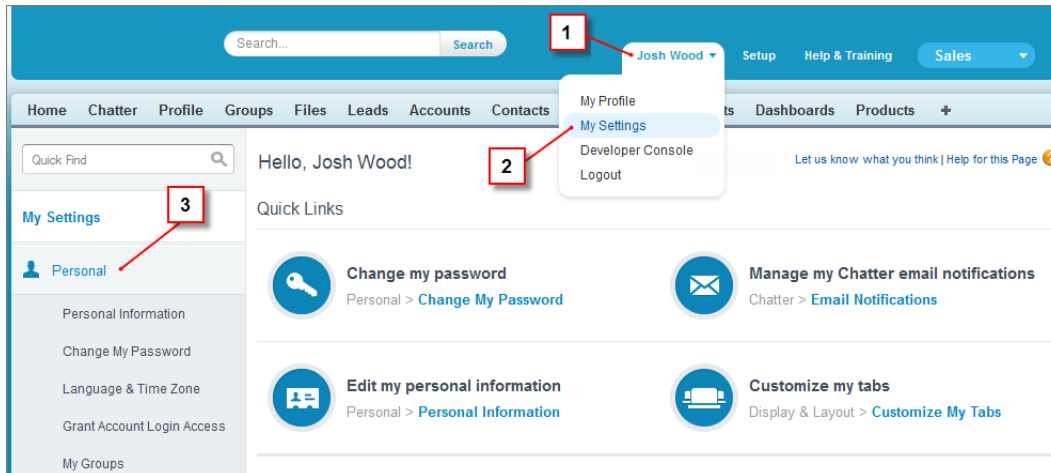 1
Search...
Search
Josh Wood
Setup
Help & Training
Sales
Home Chatter Profile Groups Files Leads Accounts Contacts ts Dashboards Products +
My Profile
My Settings
Developer Console
Logout
2
Quick Find
Hello, Josh Wood!
Let us know what you think | Help for this Page
3
My Settings
Quick Links
Personal
Personal Information
Change My Password
Language & Time Zone
Grant Account Login Access
My Groups
Change my password
Personal > Change My Password
Manage my Chatter email notifications
Chatter > Email Notifications
Edit my personal information
Personal > Personal Information
Customize my tabs
Display & Layout > Customize My Tabs